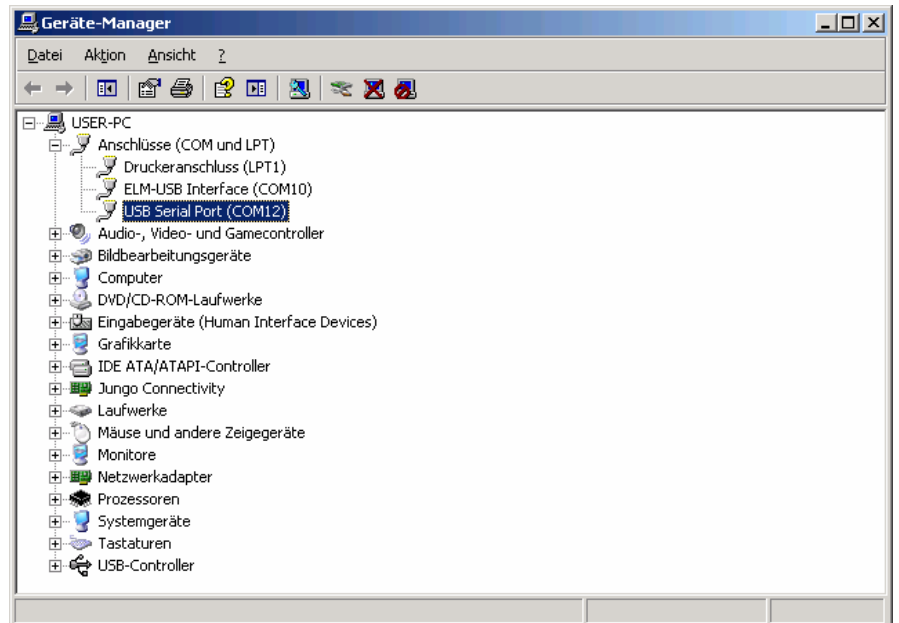 Geräte-Manager
Datei Aktion Ansicht ?
USER-PC
Anschlüsse (COM und LPT)
Druckeranschluss (LPT1)
ELM-USB Interface (COM10)
USB Serial Port (COM12)
Audio-, Video- und Gamecontroller
Bildbearbeitungsgeräte
Computer
DVD/CD-ROM-Laufwerke
Eingabegeräte (Human Interface Devices)
Grafikkarte
IDE ATA/ATAPI-Controller
Jungo Connectivity
Laufwerke
Mäuse und andere Zeigegeräte
Monitore
Netzwerkadapter
Prozessoren
Systemgeräte
Tastaturen
USB-Controller